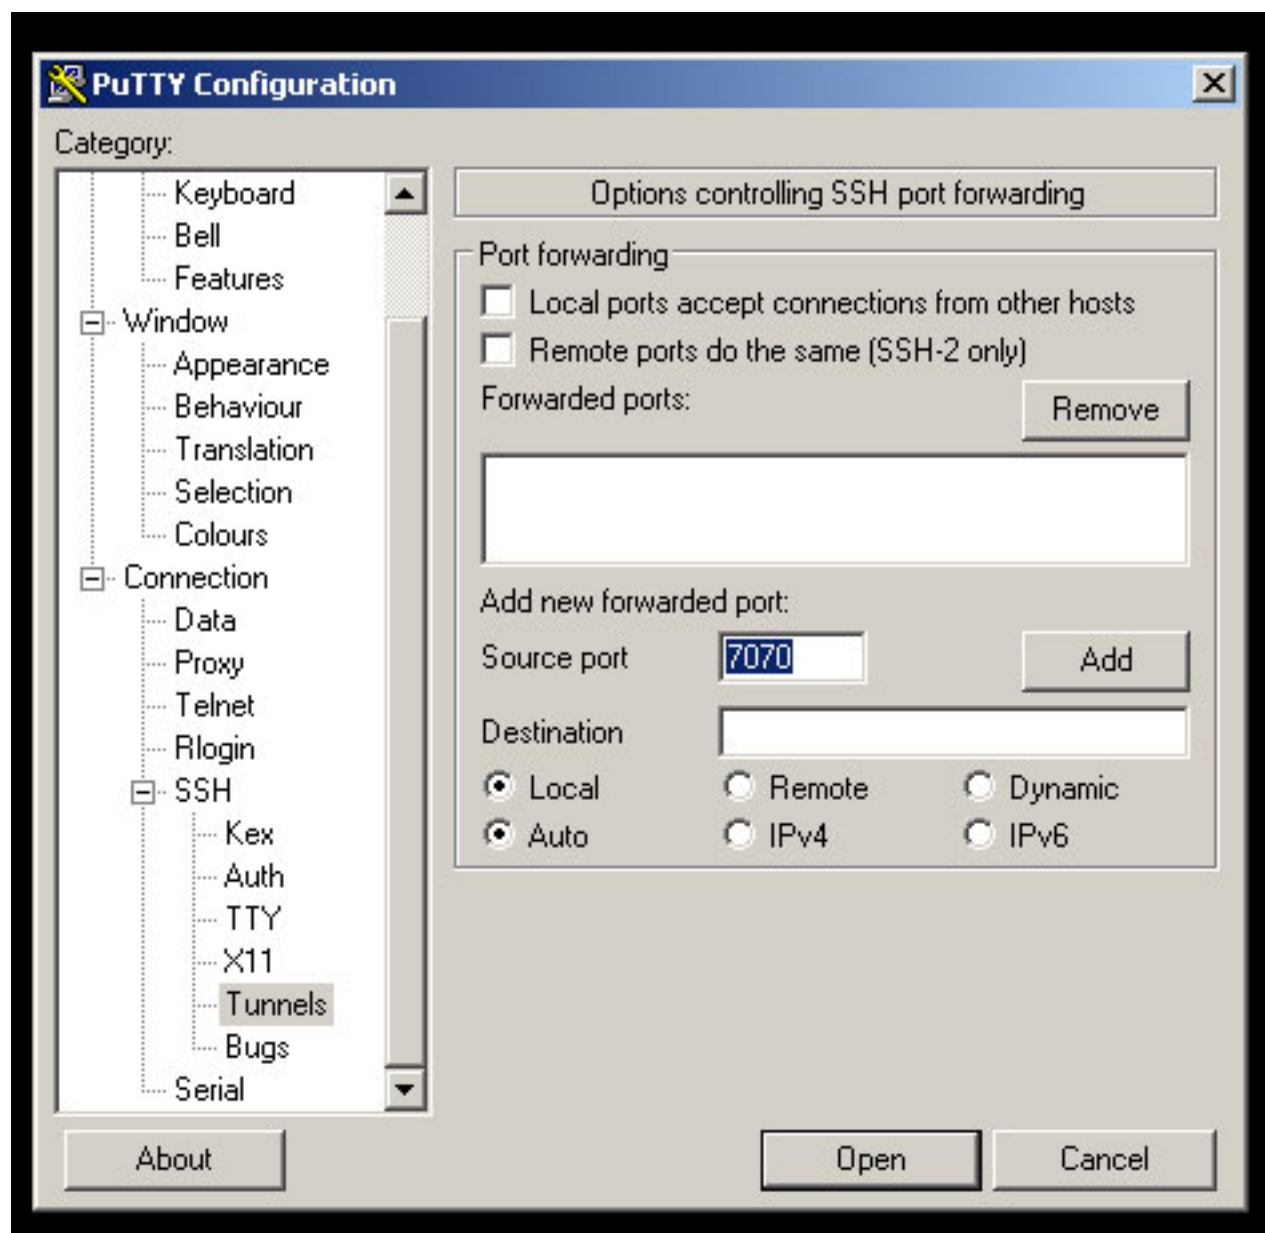 PuTTY Configuration
Category:
Keyboard
Bell
Features
Window
Appearance
Behaviour
Translation
Selection
Colours
Connection
Data
Proxy
Telnet
Rlogin
SSH
Kex
Auth
TTY
X11
Tunnels
Bugs
Serial
Options controlling SSH port forwarding
Port forwarding
Local ports accept connections from other hosts
Remote ports do the same (SSH-2 only)
Forwarded ports:
Remove
Add new forwarded port:
Source port 7070 Add
Destination
Local Remote Dynamic
Auto IPv4 IPv6
About Open Cancel